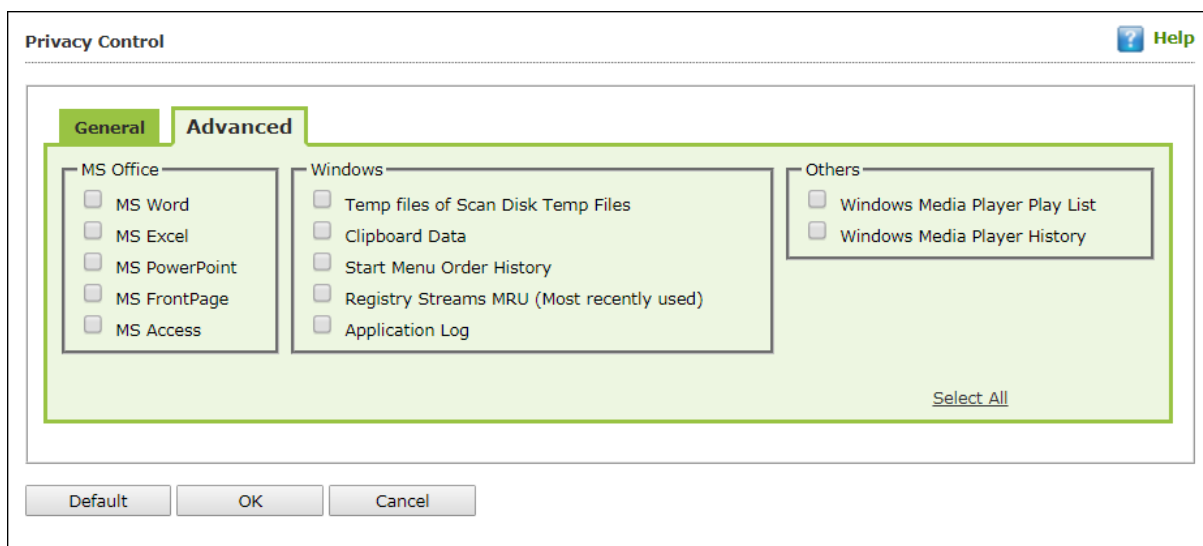 Privacy Control
? Help
General
Advanced
MS Office
MS Word
MS Excel
MS PowerPoint
MS FrontPage
MS Access
Windows
Temp files of Scan Disk Temp Files
Clipboard Data
Start Menu Order History
Registry Streams MRU (Most recently used)
Application Log
Others
Windows Media Player Play List
Windows Media Player History
Select All
Default
OK
Cancel